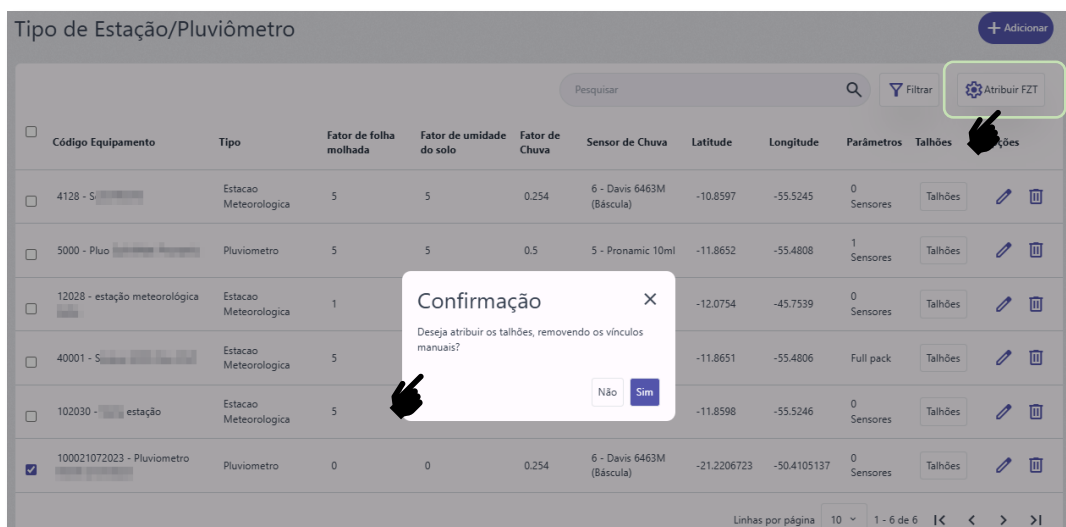 Tipo de Estação/Pluviômetro
+ Adicionar
Pesquisar
Filtrar
Atribuir FZT
Código Equipamento Tipo Fator de folha molhada Fator de umidade do solo Fator de Chuva Sensor de Chuva Latitude Longitude Parâmetros Talhões
4128 - S Estacao Meteorologica 5 5 0.254 6 - Davis 6463M (Báscula) -10.8597 -55.5245 0 Sensores Talhões
5000 - Pluo Pluviometro 5 5 0.5 5 - Pronamic 10ml -11.8652 -55.4808 1 Sensores Talhões
12028 - estação meteorológica Estacao Meteorologica 1 -12.0754 -45.7539 0 Sensores Talhões
40001 - S Estacao Meteorologica 5 -11.8651 -55.4806 Full pack Talhões
102030 - estação Estacao Meteorologica 5 -11.8598 -55.5246 0 Sensores Talhões
100021072023 - Pluviometro Pluviometro 0 0 0.254 6 - Davis 6463M (Báscula) -21.2206723 -50.4105137 0 Sensores Talhões
Confirmação
Deseja atribuir os talhões, removendo os vínculos
manuais?
Não Sim
Linhas por página 10 1 - 6 de 6